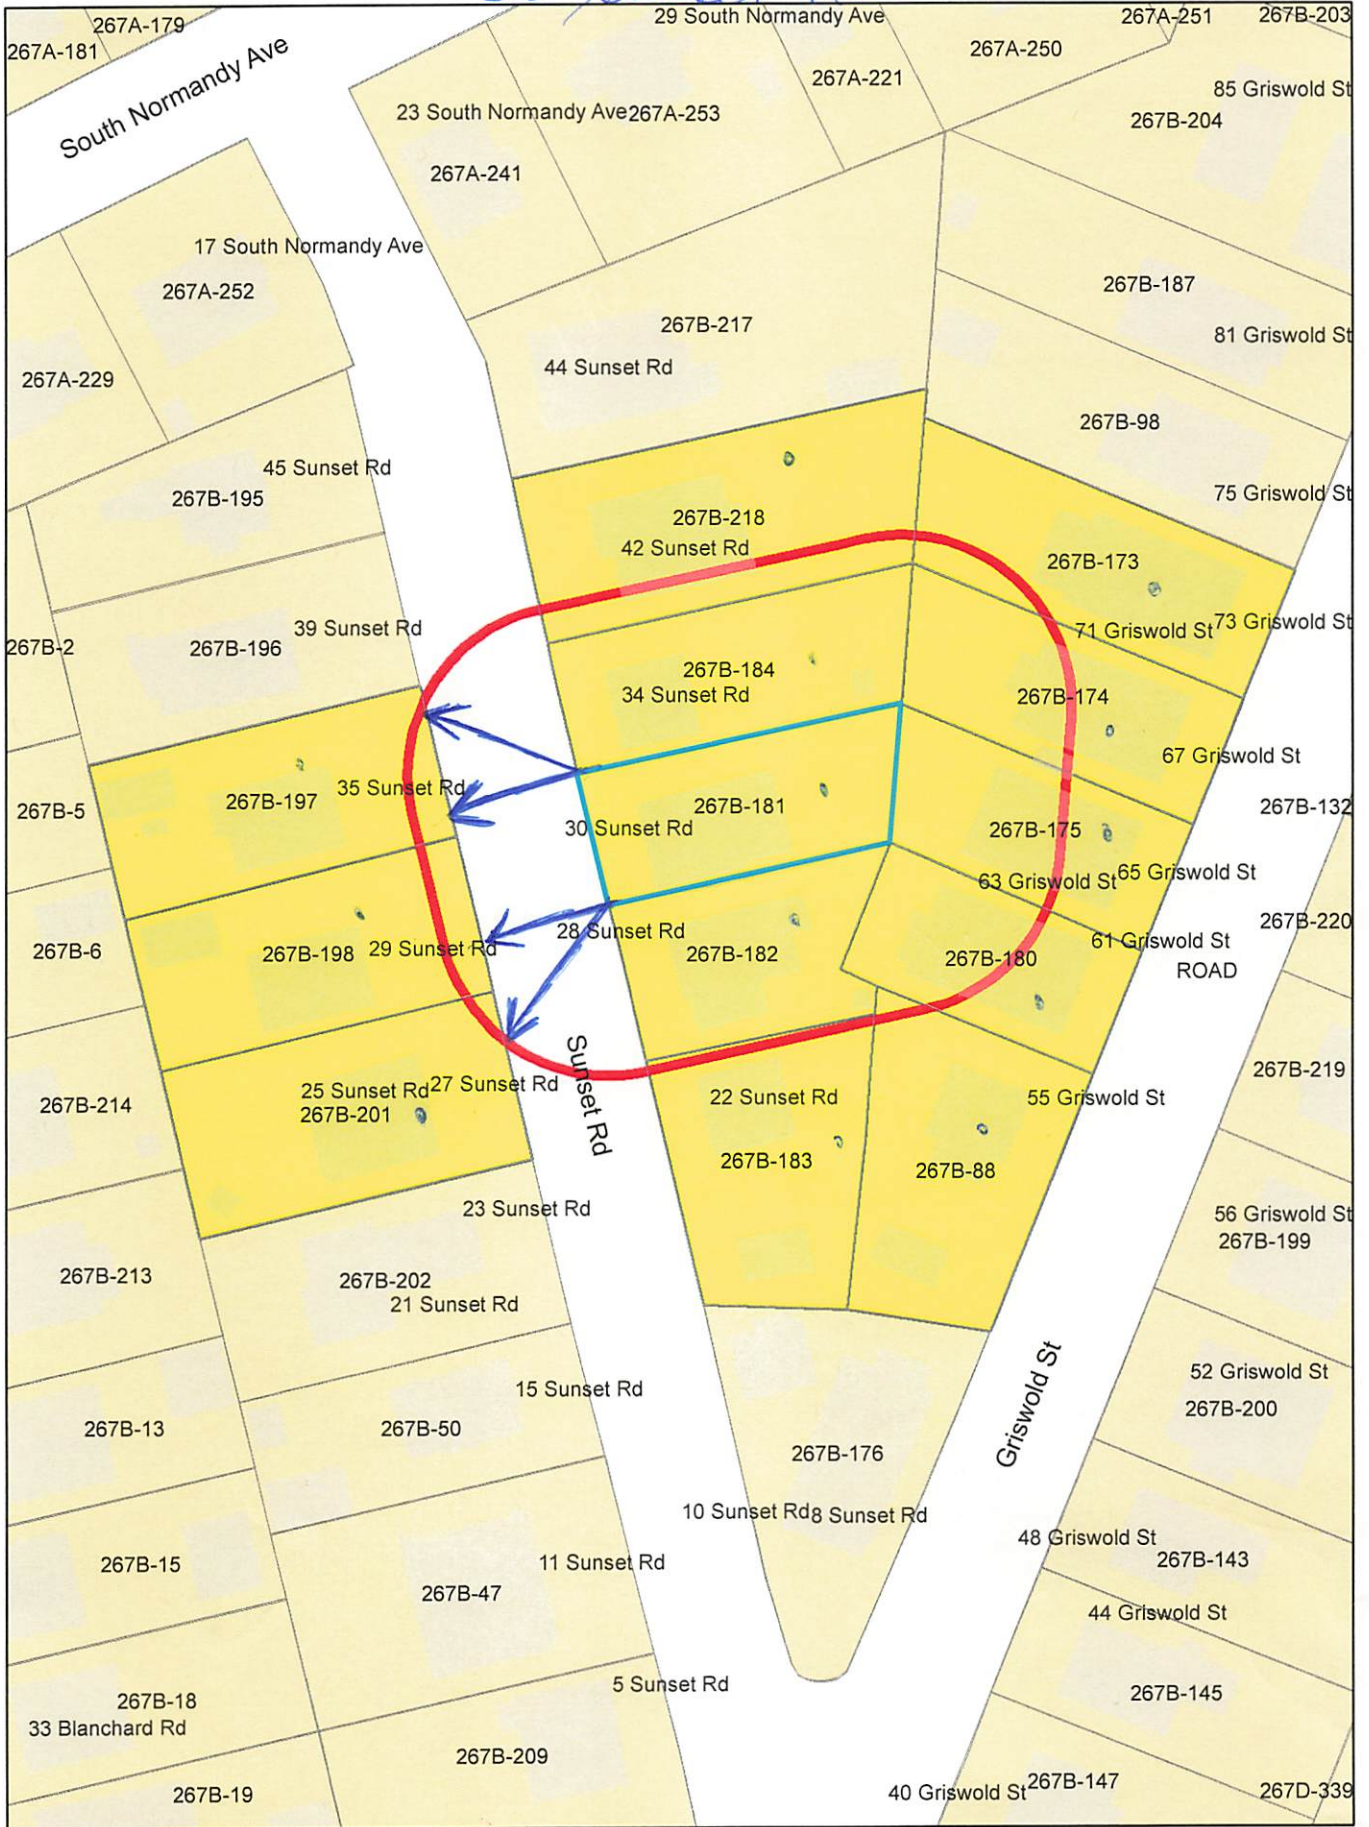 29 South Normandy Ave
267A-251
267B-203
267A-179
267A-181
267A-250
South Normandy Ave
267A-221
85 Griswold St
23 South Normandy Ave
267A-253
267B-204
267A-241
17 South Normandy Ave
267A-252
267B-187
267B-217
81 Griswold St
44 Sunset Rd
267A-229
267B-98
45 Sunset Rd
267B-195
75 Griswold St
267B-218
42 Sunset Rd
267B-173
39 Sunset Rd
73 Griswold St
71 Griswold St
267B-2
267B-196
267B-184
34 Sunset Rd
267B-174
67 Griswold St
35 Sunset Rd
267B-197
267B-5
267B-181
267B-132
30 Sunset Rd
267B-175
65 Griswold St
63 Griswold St
267B-220
28 Sunset Rd
61 Griswold St
267B-6
267B-198
29 Sunset Rd
267B-182
267B-180
ROAD
Sunset Rd
267B-219
25 Sunset Rd
27 Sunset Rd
22 Sunset Rd
55 Griswold St
267B-214
267B-201
267B-183
267B-88
23 Sunset Rd
56 Griswold St
267B-199
267B-213
267B-202
21 Sunset Rd
Griswold St
52 Griswold St
15 Sunset Rd
267B-200
267B-13
267B-50
267B-176
10 Sunset Rd
8 Sunset Rd
48 Griswold St
267B-143
267B-15
11 Sunset Rd
267B-47
44 Griswold St
5 Sunset Rd
267B-145
267B-18
33 Blanchard Rd
267B-209
267B-147
40 Griswold St
267D-339
267B-19